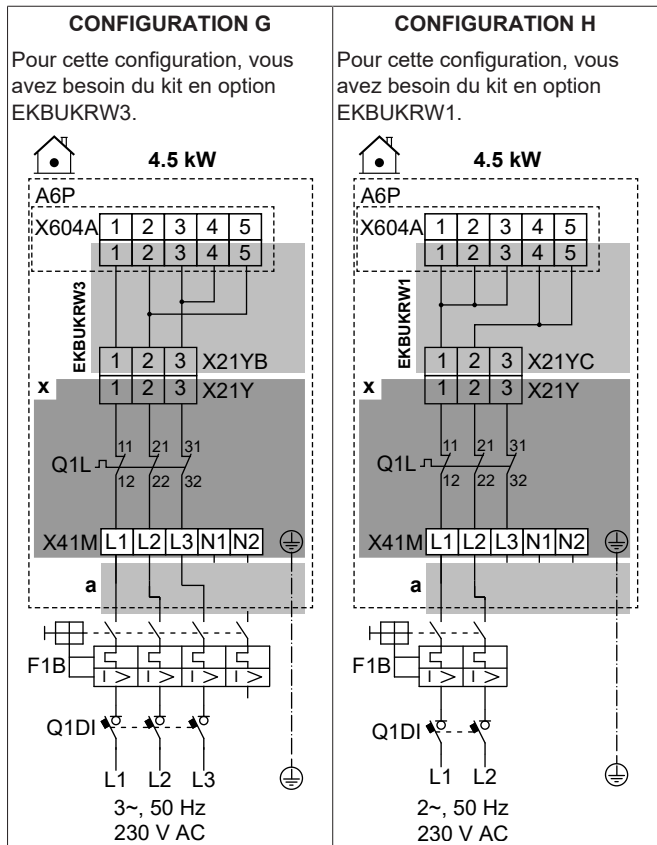 CONFIGURATION G
Pour cette configuration, vous
avez besoin du kit en option
EKBUKRW3.
4.5 kW
A6P
X604A 1 2 3 4 5
1 2 3 4 5
EKBUKRW3
1 2 3 X21YB
x 1 2 3 X21Y
11 21 31
Q1L
12 22 32
X41M L1 L2 L3 N1 N2
a
F1B
I > I > I > I >
Q1DI
L1 L2 L3
3~, 50 Hz
230 V AC
CONFIGURATION H
Pour cette configuration, vous
avez besoin du kit en option
EKBUKRW1.
4.5 kW
A6P
X604A 1 2 3 4 5
1 2 3 4 5
EKBUKRW1
1 2 3 X21YC
x 1 2 3 X21Y
11 21 31
Q1L
12 22 32
X41M L1 L2 L3 N1 N2
a
F1B
I > I >
Q1DI
L1 L2
2~, 50 Hz
230 V AC